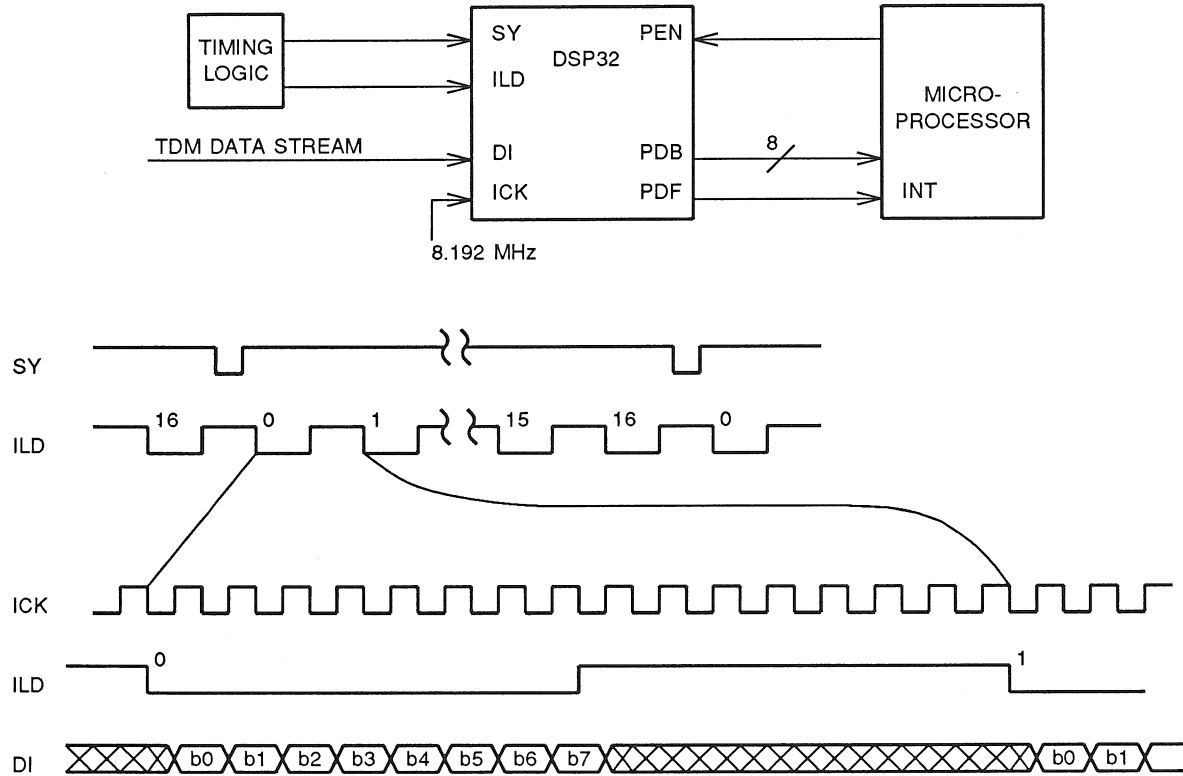 TIMING
LOGIC
SY
ILD
DSP32
PEN
MICRO-
PROCESSOR
TDM DATA STREAM
DI
PDB
8
ICK
PDF
INT
8.192 MHz
SY
ILD
16 0 1 15 16 0
ICK
ILD
0 1
DI
b0 b1 b2 b3 b4 b5 b6 b7 b0 b1